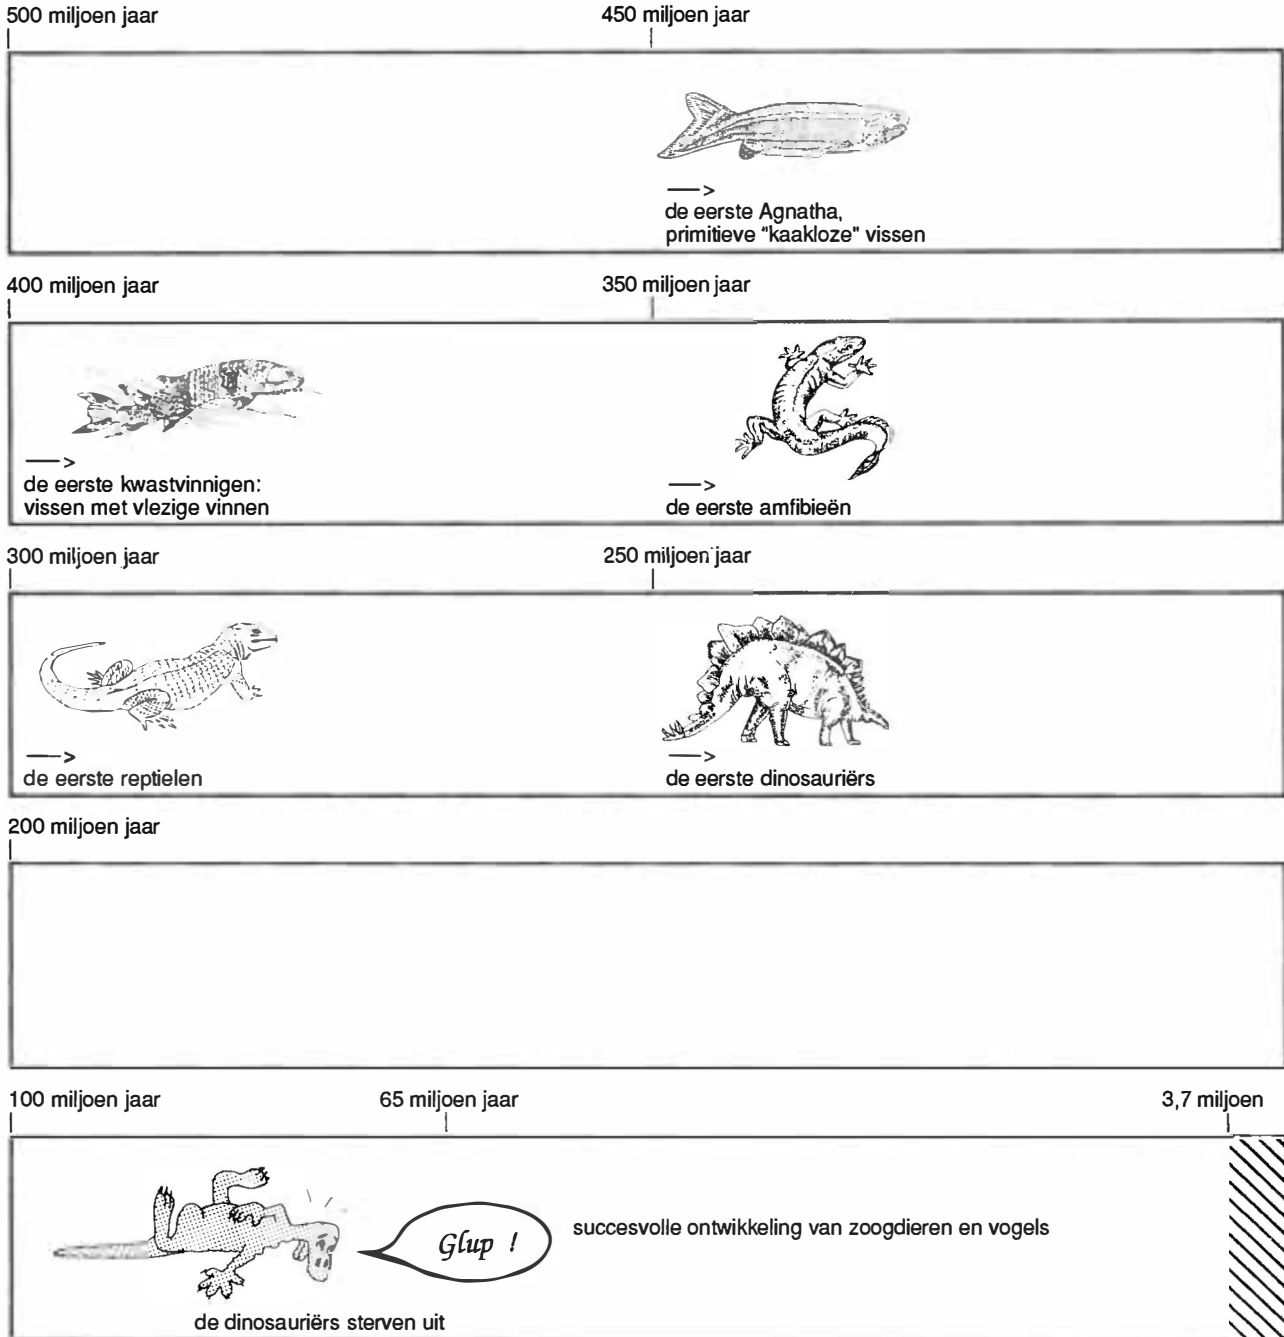 500 miljoen jaar
450 miljoen jaar
de eerste Agnatha,
primitieve "kaakloze" vissen
400 miljoen jaar
350 miljoen jaar
de eerste kwastvinnigen:
vissen met vlezige vinnen
de eerste amfibieën
300 miljoen jaar
250 miljoen jaar
de eerste reptielen
de eerste dinosauriërs
200 miljoen jaar
100 miljoen jaar
65 miljoen jaar
3,7 miljoen
Glup !
succesvolle ontwikkeling van zoogdieren en vogels
de dinosauriërs sterven uit